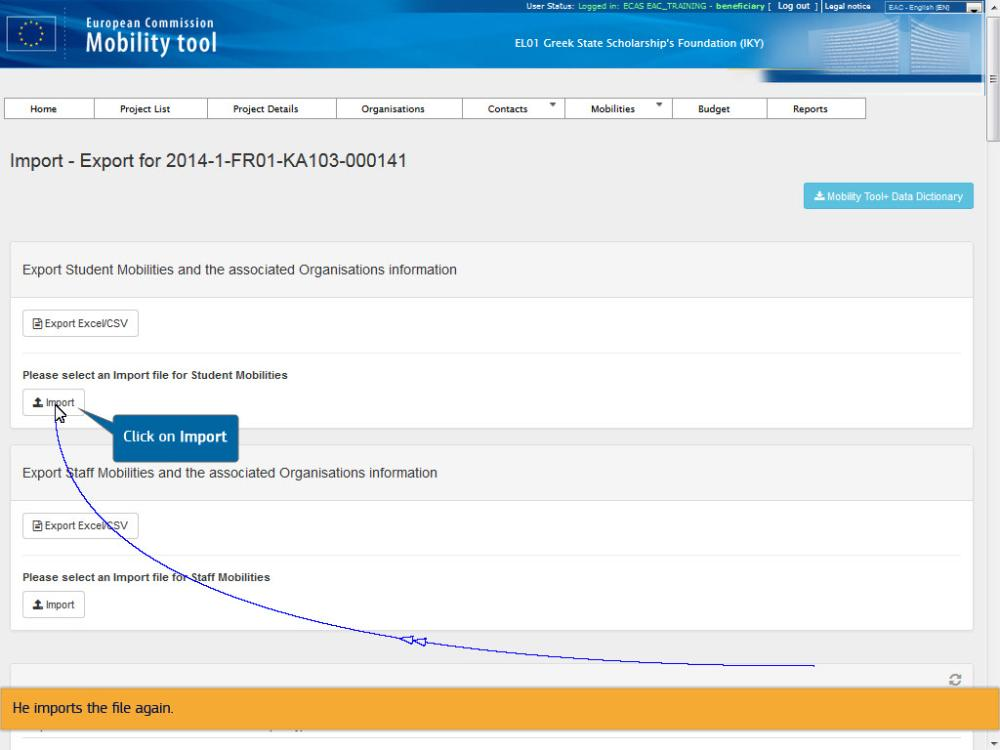 User Status: Logged in: ECAS EAC_TRAINING - beneficiary [ Log out ] Legal notice EAC - English (EN)
European Commission
Mobility tool
EL01 Greek State Scholarship's Foundation (IKY)
Home Project List Project Details Organisations Contacts Mobilities Budget Reports
Import - Export for 2014-1-FR01-KA103-000141
Mobility Tool+ Data Dictionary
Export Student Mobilities and the associated Organisations information
Export Excel/CSV
Please select an Import file for Student Mobilities
Import
Click on Import
Export Staff Mobilities and the associated Organisations information
Export Excel/CSV
Please select an Import file for Staff Mobilities
Import
He imports the file again.